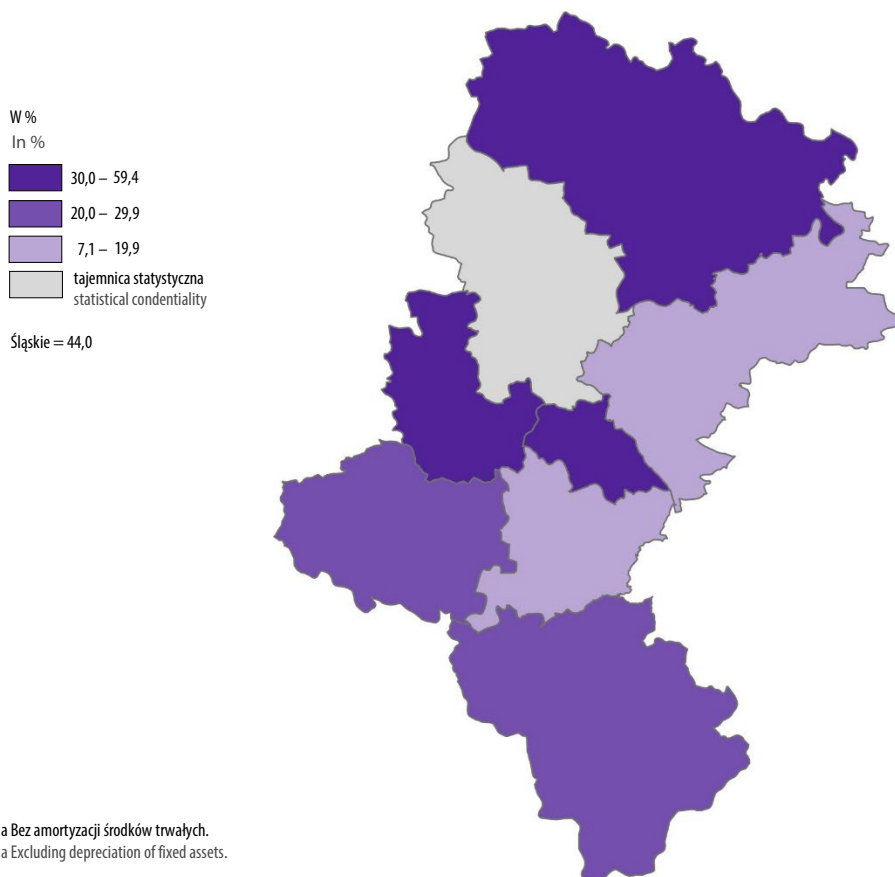 W %
In %
30,0 – 59,4
20,0 – 29,9
7,1 – 19,9
tajemnica statystyczna
statistical condentiality
Śląskie = 44,0
a Bez amortyzacji środków trwałych.
a Excluding depreciation of fixed assets.